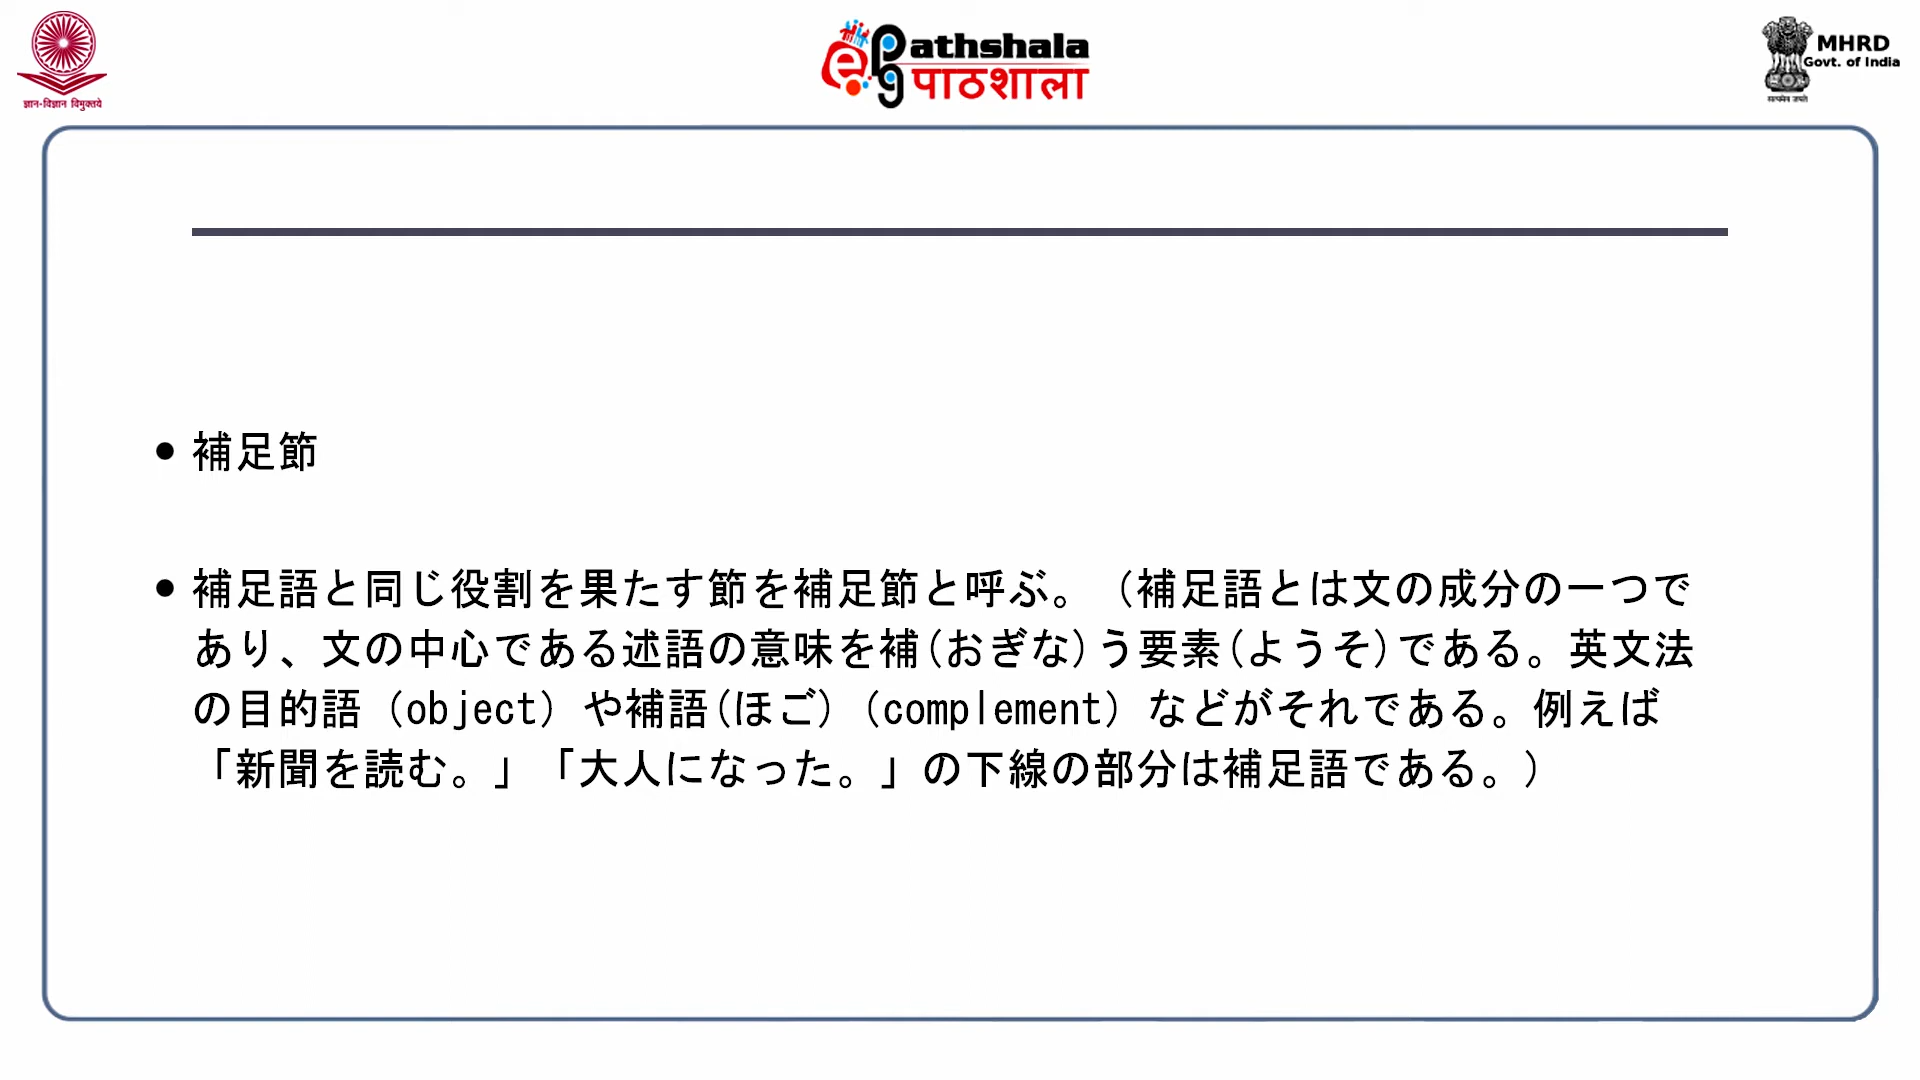 ज्ञान-विज्ञान विमुक्तये
ePathshala
पाठशाला
MHRD
Govt. of India
सत्यमेव जयते
• 補足節
• 補足語と同じ役割を果たす節を補足節と呼ぶ。（補足語とは文の成分の一つで
あり、文の中心である述語の意味を補(おぎな)う要素(ようそ)である。英文法
の目的語（object）や補語(ほご)（complement）などがそれである。例えば
「新聞を読む。」「大人になった。」の下線の部分は補足語である。）